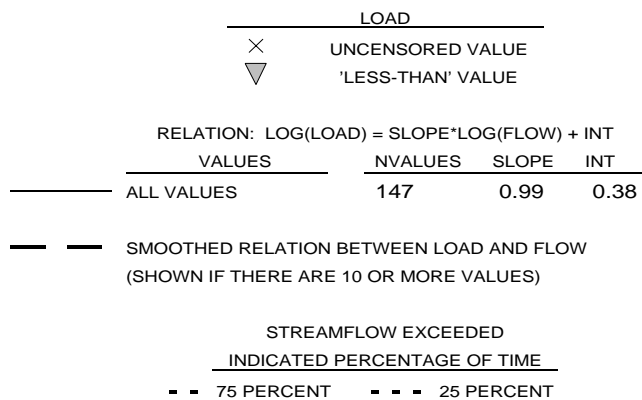 LOAD
UNCENSORED VALUE
'LESS-THAN' VALUE
RELATION: LOG(LOAD) = SLOPE*LOG(FLOW) + INT
VALUES NVALUES SLOPE INT
ALL VALUES 147 0.99 0.38
SMOOTHED RELATION BETWEEN LOAD AND FLOW
(SHOWN IF THERE ARE 10 OR MORE VALUES)
STREAMFLOW EXCEEDED
INDICATED PERCENTAGE OF TIME
75 PERCENT 25 PERCENT